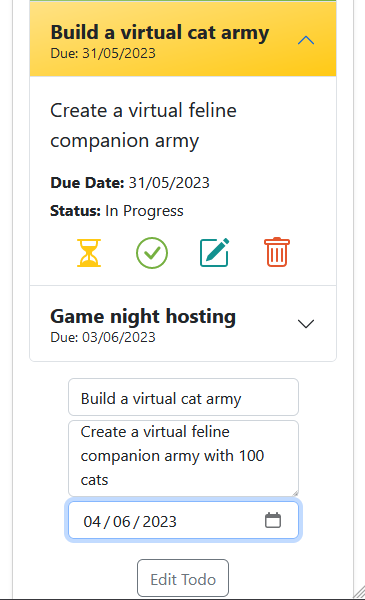 Build a virtual cat army
Due: 31/05/2023
Create a virtual feline
companion army
Due Date: 31/05/2023
Status: In Progress
Game night hosting
Due: 03/06/2023
Build a virtual cat army
Create a virtual feline
companion army with 100
cats
04/06/2023
Edit Todo